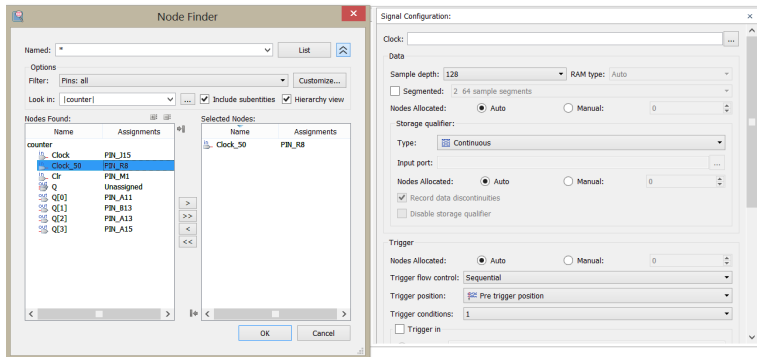 Node Finder
Named: *
List
Options
Filter: Pins: all
Customize...
Look in: |counter|
...
Include subentities
Hierarchy view
Nodes Found:
Name Assignments
counter
Clock PIN_J15
Clock_50 PIN_R8
Clr PIN_M1
Q Unassigned
Q[0] PIN_A11
Q[1] PIN_B13
Q[2] PIN_A13
Q[3] PIN_A15
>
>>
<
<<
Selected Nodes:
Name Assignments
Clock_50 PIN_R8
OK Cancel
Signal Configuration:
Clock: ...
Data
Sample depth: 128 RAM type: Auto
Segmented: 2 64 sample segments
Nodes Allocated: Auto Manual: 0
Storage qualifier:
Type: Continuous
Input port: ...
Nodes Allocated: Auto Manual: 0
Record data discontinuities
Disable storage qualifier
Trigger
Nodes Allocated: Auto Manual: 0
Trigger flow control: Sequential
Trigger position: Pre trigger position
Trigger conditions: 1
Trigger in